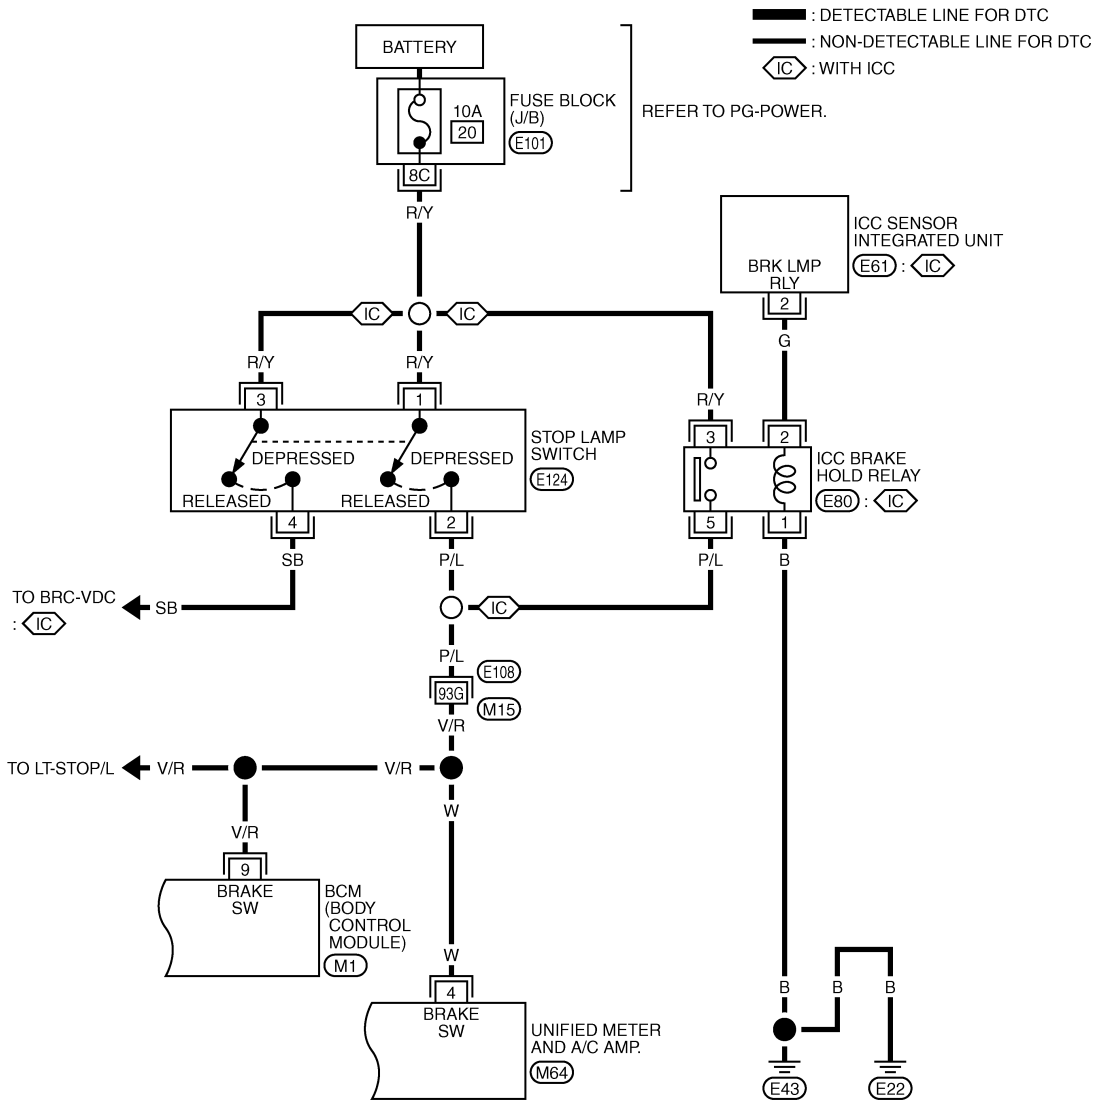 : DETECTABLE LINE FOR DTC
: NON-DETECTABLE LINE FOR DTC
IC : WITH ICC
BATTERY
10A
20
FUSE BLOCK
(J/B)
E101
REFER TO PG-POWER.
8C
R/Y
ICC SENSOR
INTEGRATED UNIT
E61 : IC
BRK LMP
RLY
2
G
IC
IC
R/Y
R/Y
R/Y
3
1
3
2
DEPRESSED
RELEASED
DEPRESSED
RELEASED
STOP LAMP
SWITCH
E124
ICC BRAKE
HOLD RELAY
E80 : IC
4
2
5
1
SB
P/L
P/L
B
TO BRC-VDC
: IC
SB
IC
P/L
E108
93G
M15
V/R
TO LT-STOP/L
V/R
V/R
W
V/R
9
BRAKE
SW
BCM
(BODY
CONTROL
MODULE)
M1
W
4
BRAKE
SW
UNIFIED METER
AND A/C AMP.
M64
B
B
B
E43
E22